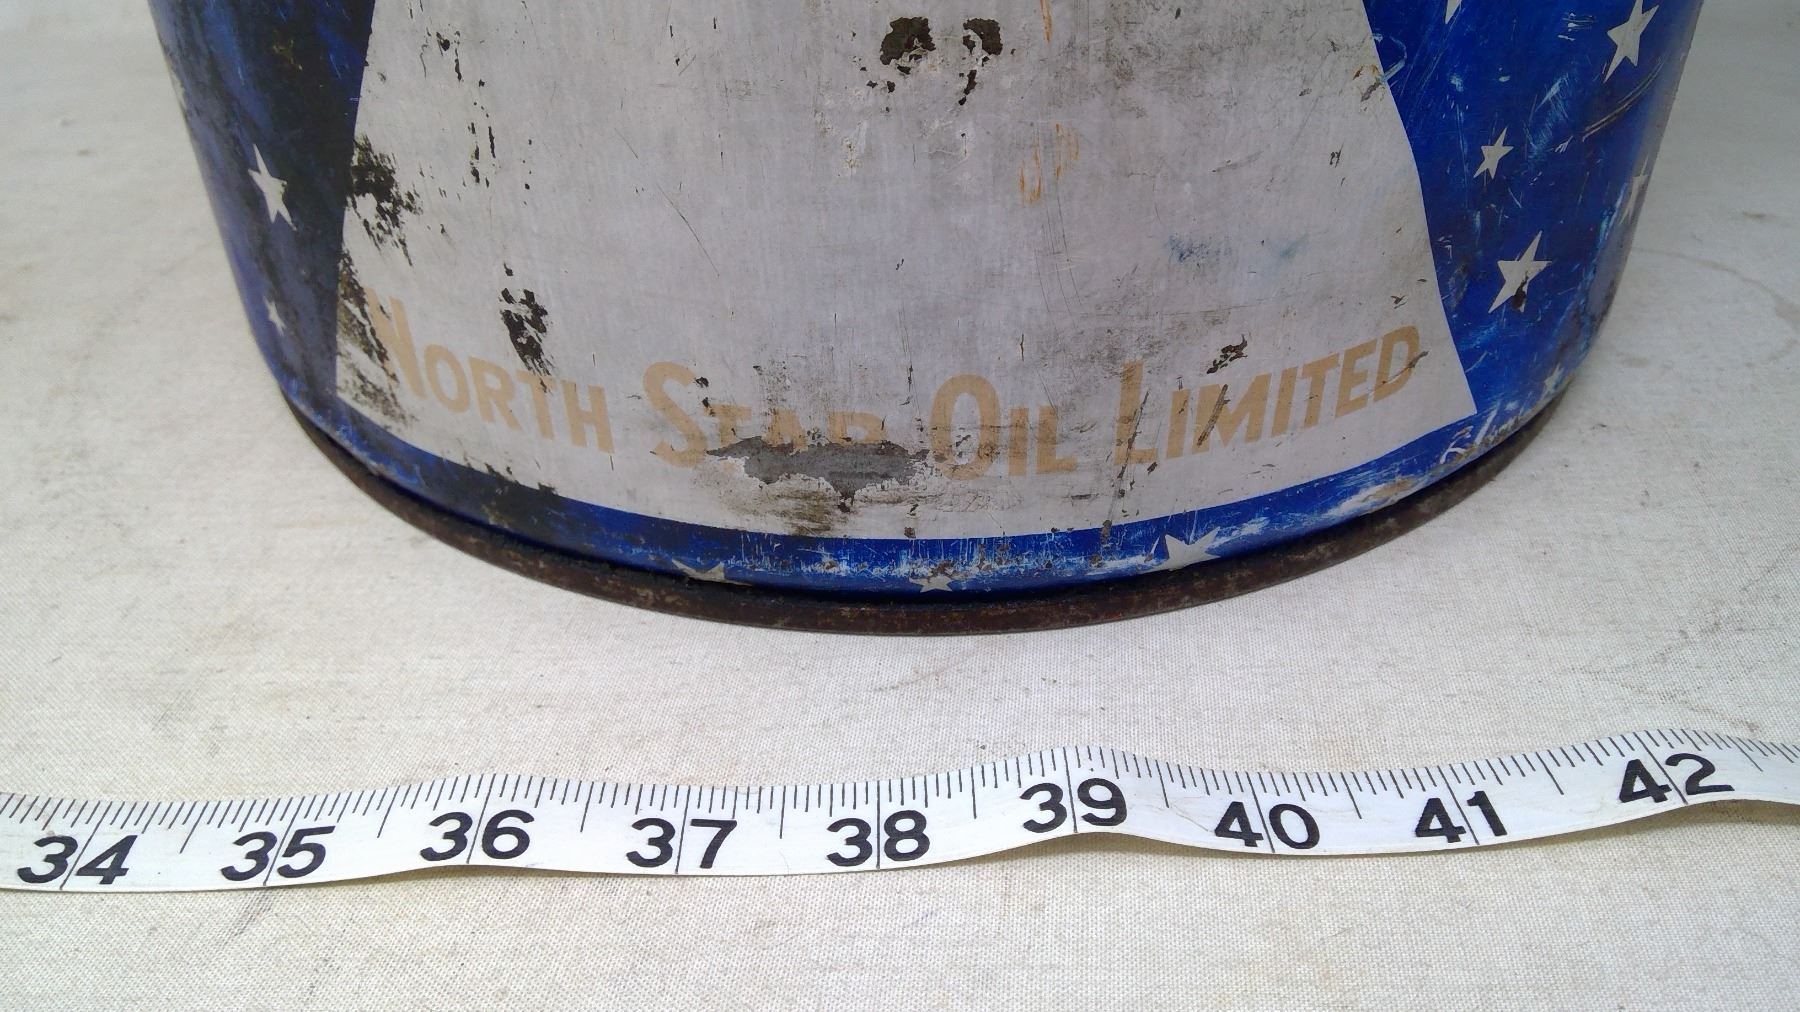 NORTH STAR OIL LIMITED
34 35 36 37 38 39 40 41 42